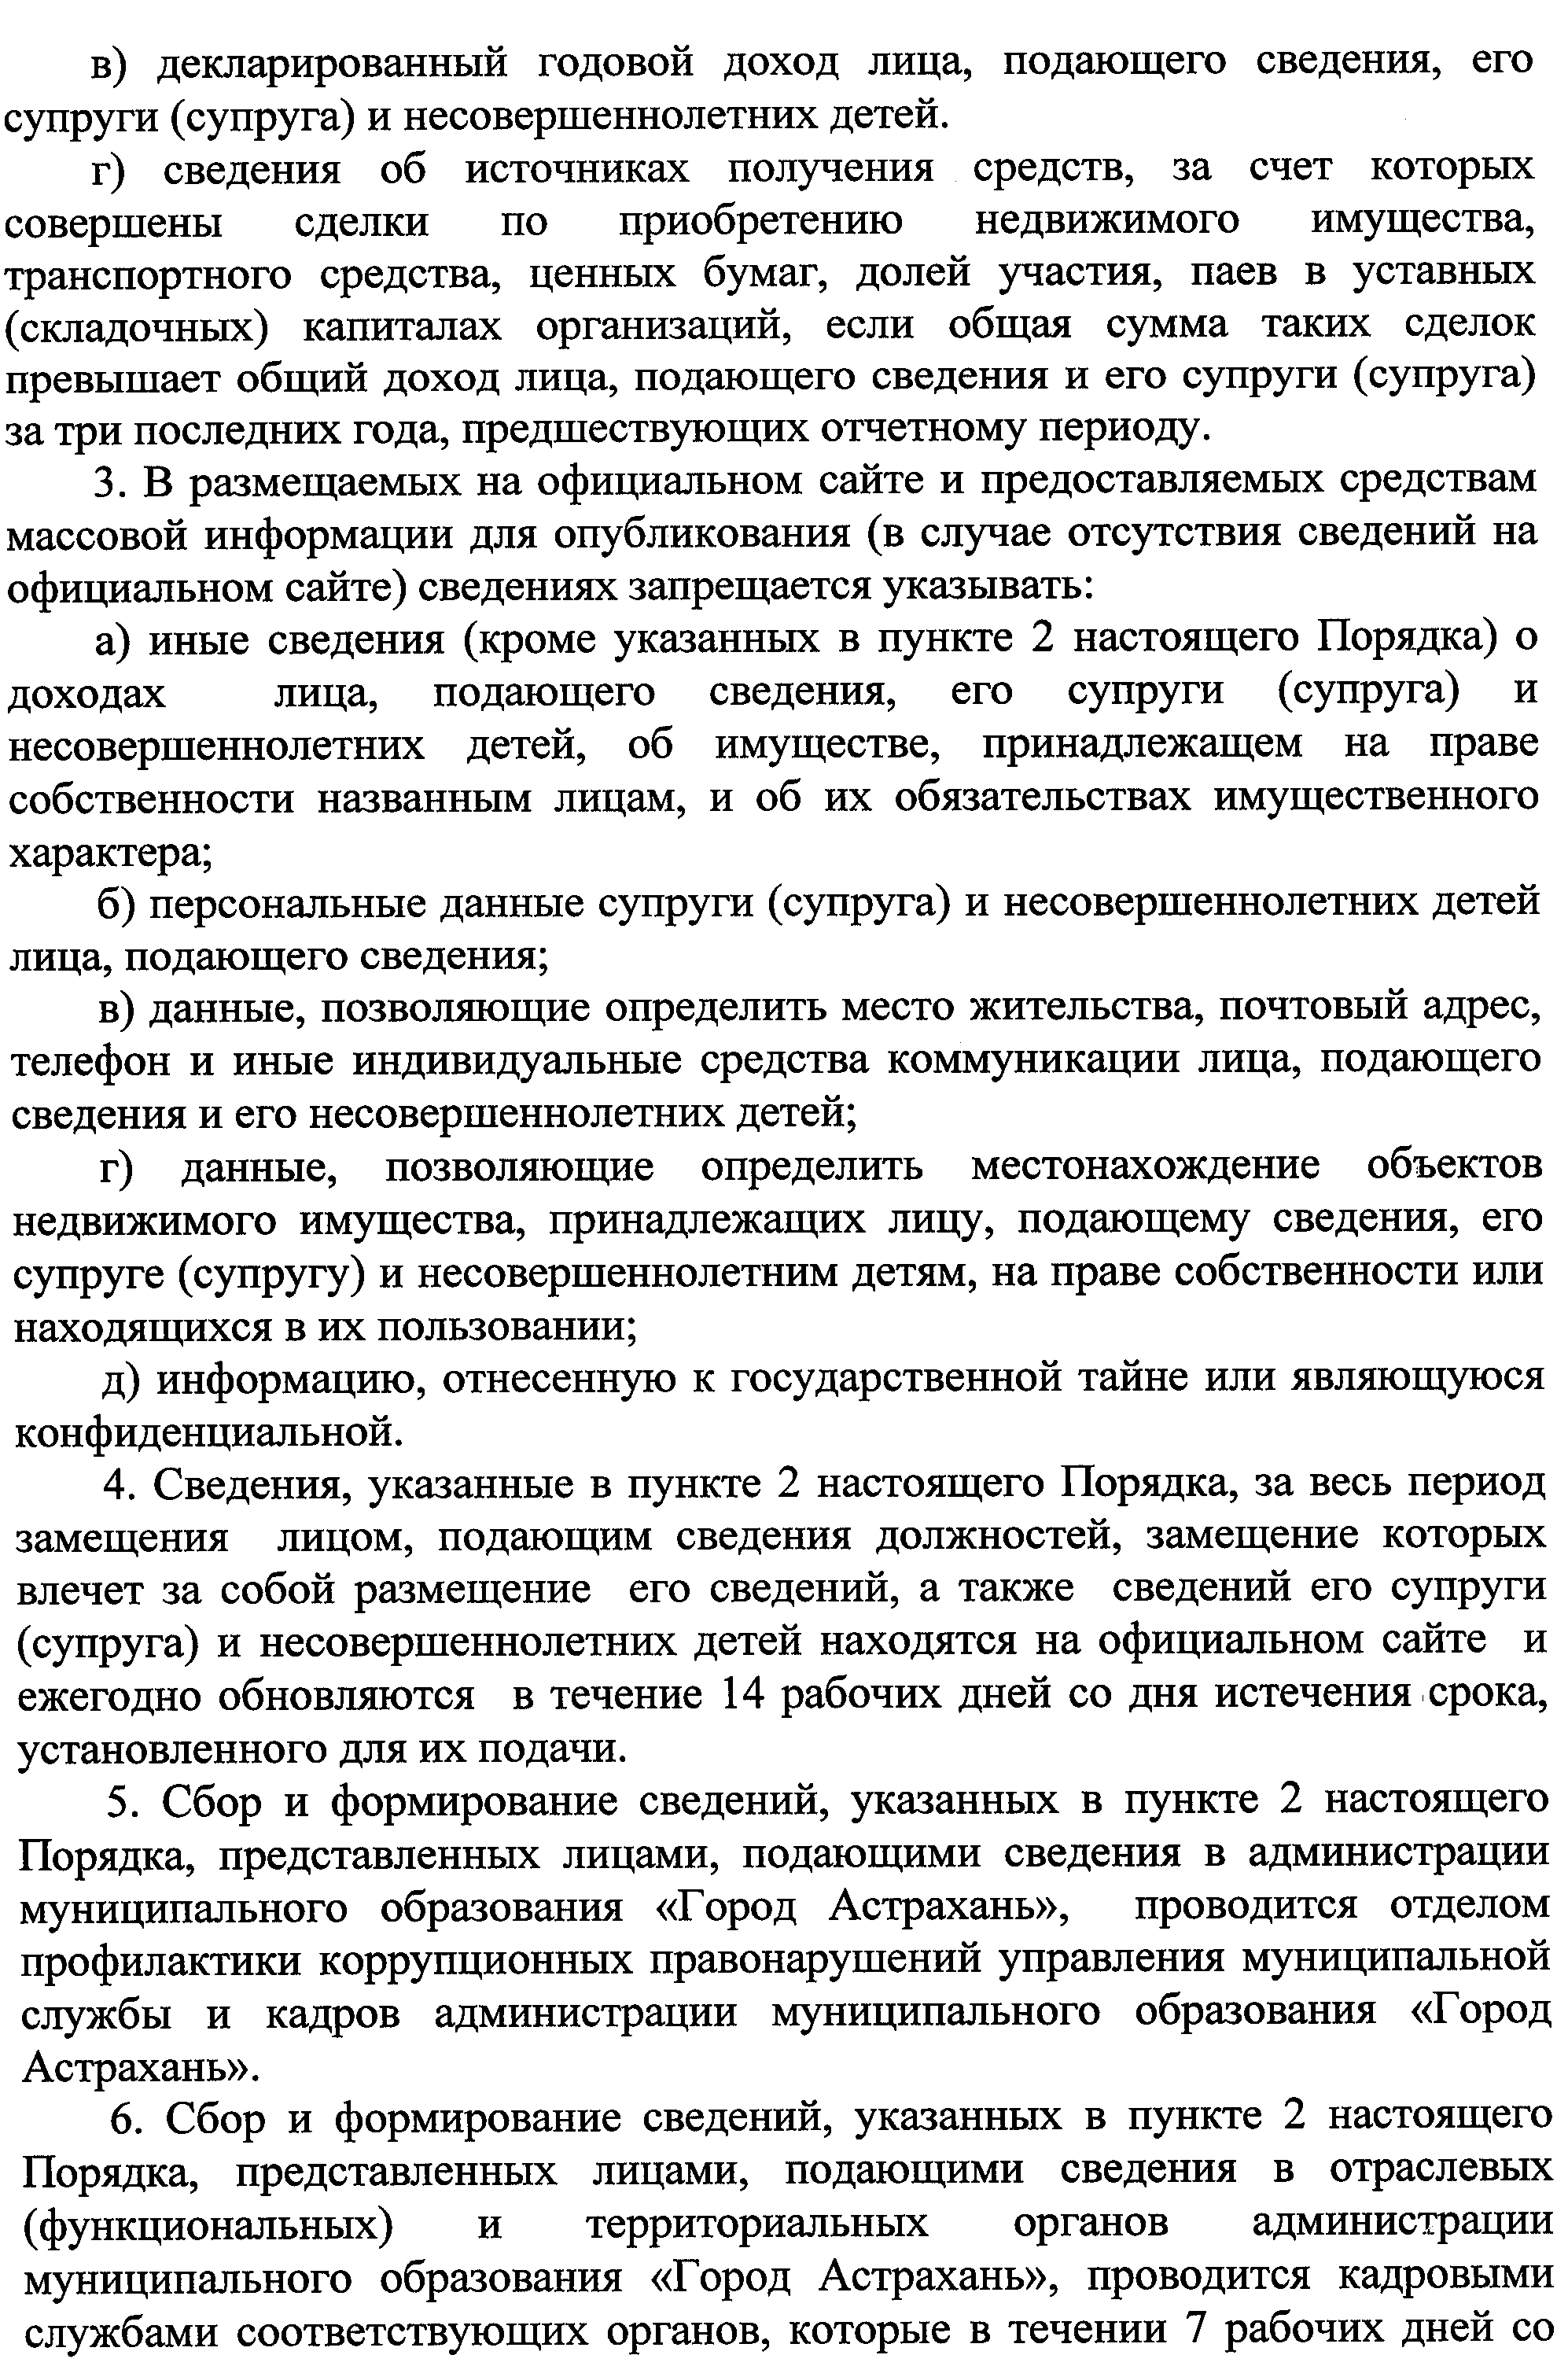 в) декларированный годовой доход лица, подающего сведения, его
супруги (супруга) и несовершеннолетних детей.
г) сведения об источниках получения средств, за счет которых
совершены сделки по приобретению недвижимого имущества,
транспортного средства, ценных бумаг, долей участия, паев в уставных
(складочных) капиталах организаций, если общая сумма таких сделок
превышает общий доход лица, подающего сведения и его супруги (супруга)
за три последних года, предшествующих отчетному периоду.
3. В размещаемых на официальном сайте и предоставляемых средствам
массовой информации для опубликования (в случае отсутствия сведений на
официальном сайте) сведениях запрещается указывать:
а) иные сведения (кроме указанных в пункте 2 настоящего Порядка) о
доходах лица, подающего сведения, его супруги (супруга) и
несовершеннолетних детей, об имуществе, принадлежащем на праве
собственности названным лицам, и об их обязательствах имущественного
характера;
б) персональные данные супруги (супруга) и несовершеннолетних детей
лица, подающего сведения;
в) данные, позволяющие определить место жительства, почтовый адрес,
телефон и иные индивидуальные средства коммуникации лица, подающего
сведения и его несовершеннолетних детей;
г) данные, позволяющие определить местонахождение объектов
недвижимого имущества, принадлежащих лицу, подающему сведения, его
супруге (супругу) и несовершеннолетним детям, на праве собственности или
находящихся в их пользовании;
д) информацию, отнесенную к государственной тайне или являющуюся
конфиденциальной.
4. Сведения, указанные в пункте 2 настоящего Порядка, за весь период
замещения лицом, подающим сведения должностей, замещение которых
влечет за собой размещение его сведений, а также сведений его супруги
(супруга) и несовершеннолетних детей находятся на официальном сайте и
ежегодно обновляются в течение 14 рабочих дней со дня истечения срока,
установленного для их подачи.
5. Сбор и формирование сведений, указанных в пункте 2 настоящего
Порядка, представленных лицами, подающими сведения в администрации
муниципального образования «Город Астрахань», проводится отделом
профилактики коррупционных правонарушений управления муниципальной
службы и кадров администрации муниципального образования «Город
Астрахань».
6. Сбор и формирование сведений, указанных в пункте 2 настоящего
Порядка, представленных лицами, подающими сведения в отраслевых
(функциональных) и территориальных органов администрации
муниципального образования «Город Астрахань», проводится кадровыми
службами соответствующих органов, которые в течении 7 рабочих дней со